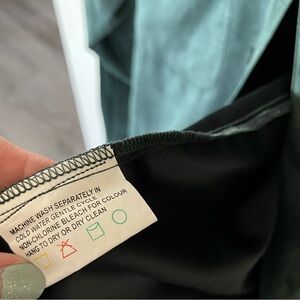 MACHINE WASH SEPARATELY IN
COLD WATER GENTLE CYCLE
NON-CHLORINE BLEACH FOR COLOUR
HANG TO DRY OR DRY CLEAN